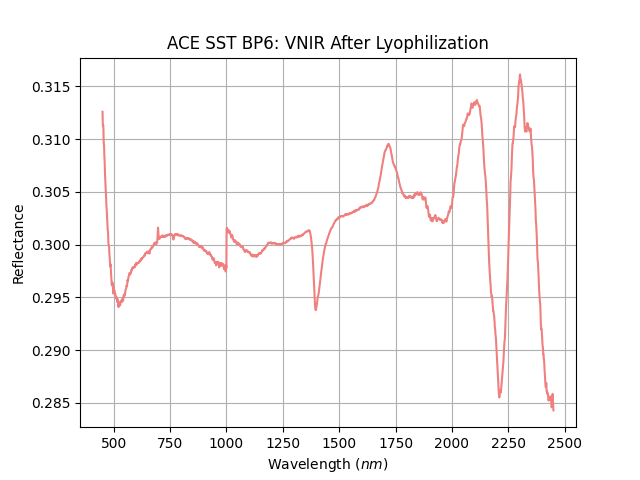 ACE SST BP6: VNIR After Lyophilization
Reflectance
0.315
0.310
0.305
0.300
0.295
0.290
0.285
500 750 1000 1250 1500 1750 2000 2250 2500
Wavelength (nm)